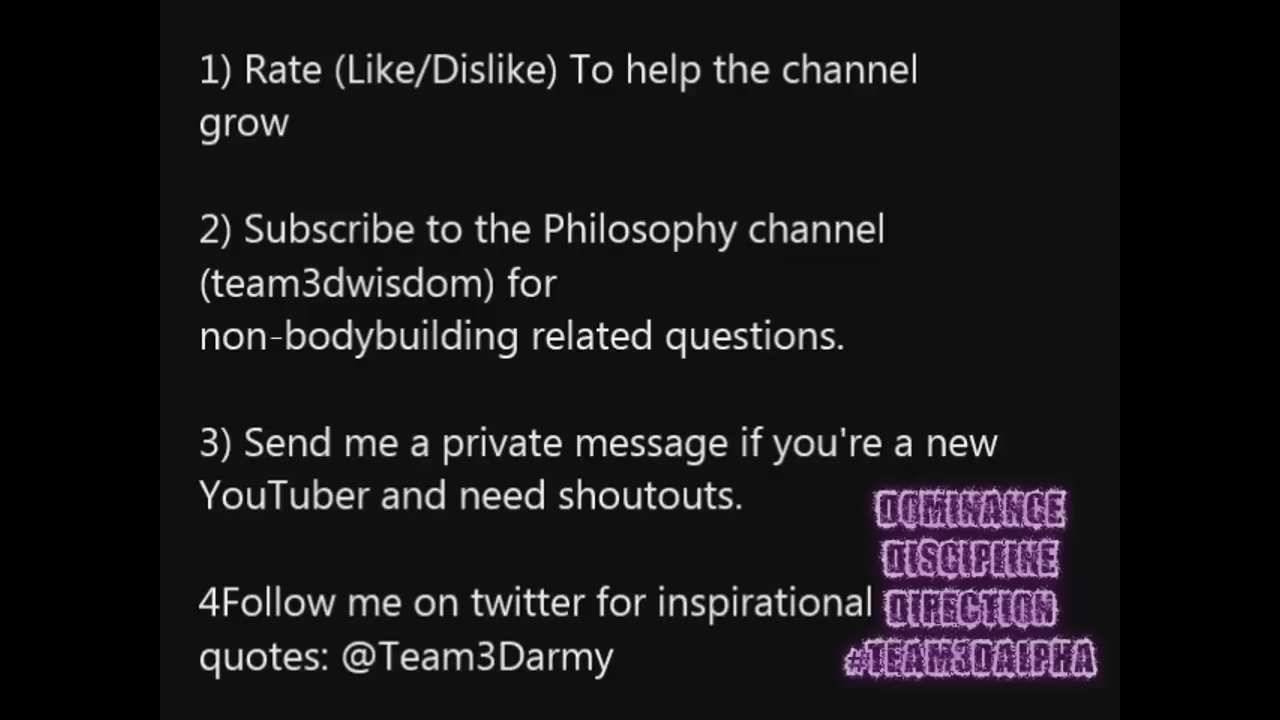 1) Rate (Like/Dislike) To help the channel
grow
2) Subscribe to the Philosophy channel
(team3dwisdom) for
non-bodybuilding related questions.
3) Send me a private message if you're a new
YouTuber and need shoutouts.
4Follow me on twitter for inspirational
quotes: @Team3Darmy
DOMINANCE
DISCIPLINE
DIRECTION
#TEAM3DALPHA